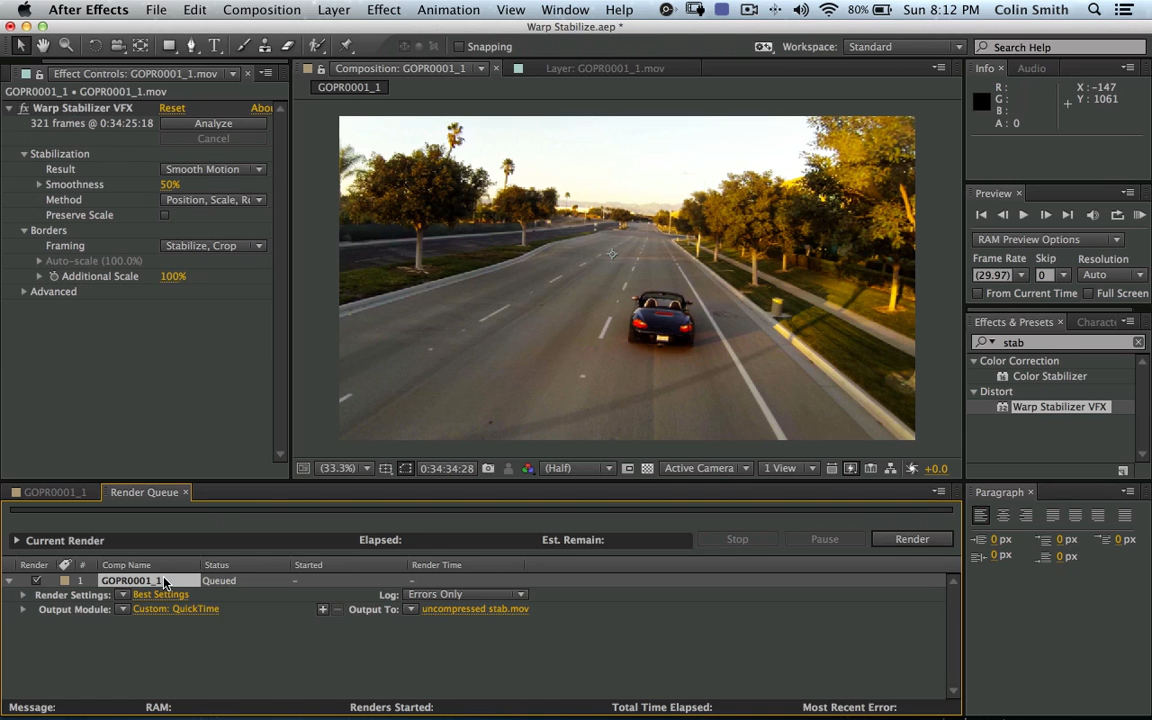 After Effects File Edit Composition Layer Effect Animation View Window Help 80% Sun 8:12 PM Colin Smith
Warp Stabilize.aep *
Snapping Workspace: Standard Search Help
Effect Controls: GOPR0001_1.mov
Composition: GOPR0001_1
Layer: GOPR0001_1.mov
Info Audio
GOPR0001_1 • GOPR0001_1.mov
GOPR0001_1
R : X : -147
G : Y : 1061
B :
A : 0
fx Warp Stabilizer VFX Reset Abou
321 frames @ 0:34:25:18 Analyze
Cancel
Stabilization
Result Smooth Motion
Smoothness 50%
Method Position, Scale, R
Preserve Scale
Borders
Framing Stabilize, Crop
Auto-scale (100.0%)
Additional Scale 100%
Advanced
Preview
RAM Preview Options
Frame Rate Skip Resolution
(29.97) 0 Auto
From Current Time Full Screen
Effects & Presets Characte
stab
Color Correction
Color Stabilizer
Distort
Warp Stabilizer VFX
(33.3%) 0:34:34:28 (Half) Active Camera 1 View +0.0
GOPR0001_1 Render Queue
Paragraph
0 px 0 px 0 px
0 px 0 px
Current Render Elapsed: Est. Remain: Stop Pause Render
Render # Comp Name Status Started Render Time
1 GOPR0001_1 Queued - -
Render Settings: Best Settings Log: Errors Only
Output Module: Custom: QuickTime + − Output To: uncompressed stab.mov
Message: RAM: Renders Started: Total Time Elapsed: Most Recent Error: